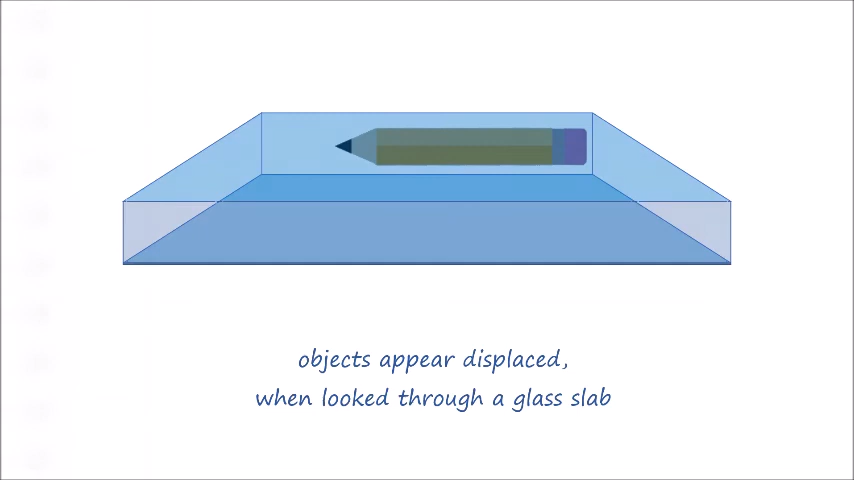 objects appear displaced,
when looked through a glass slab